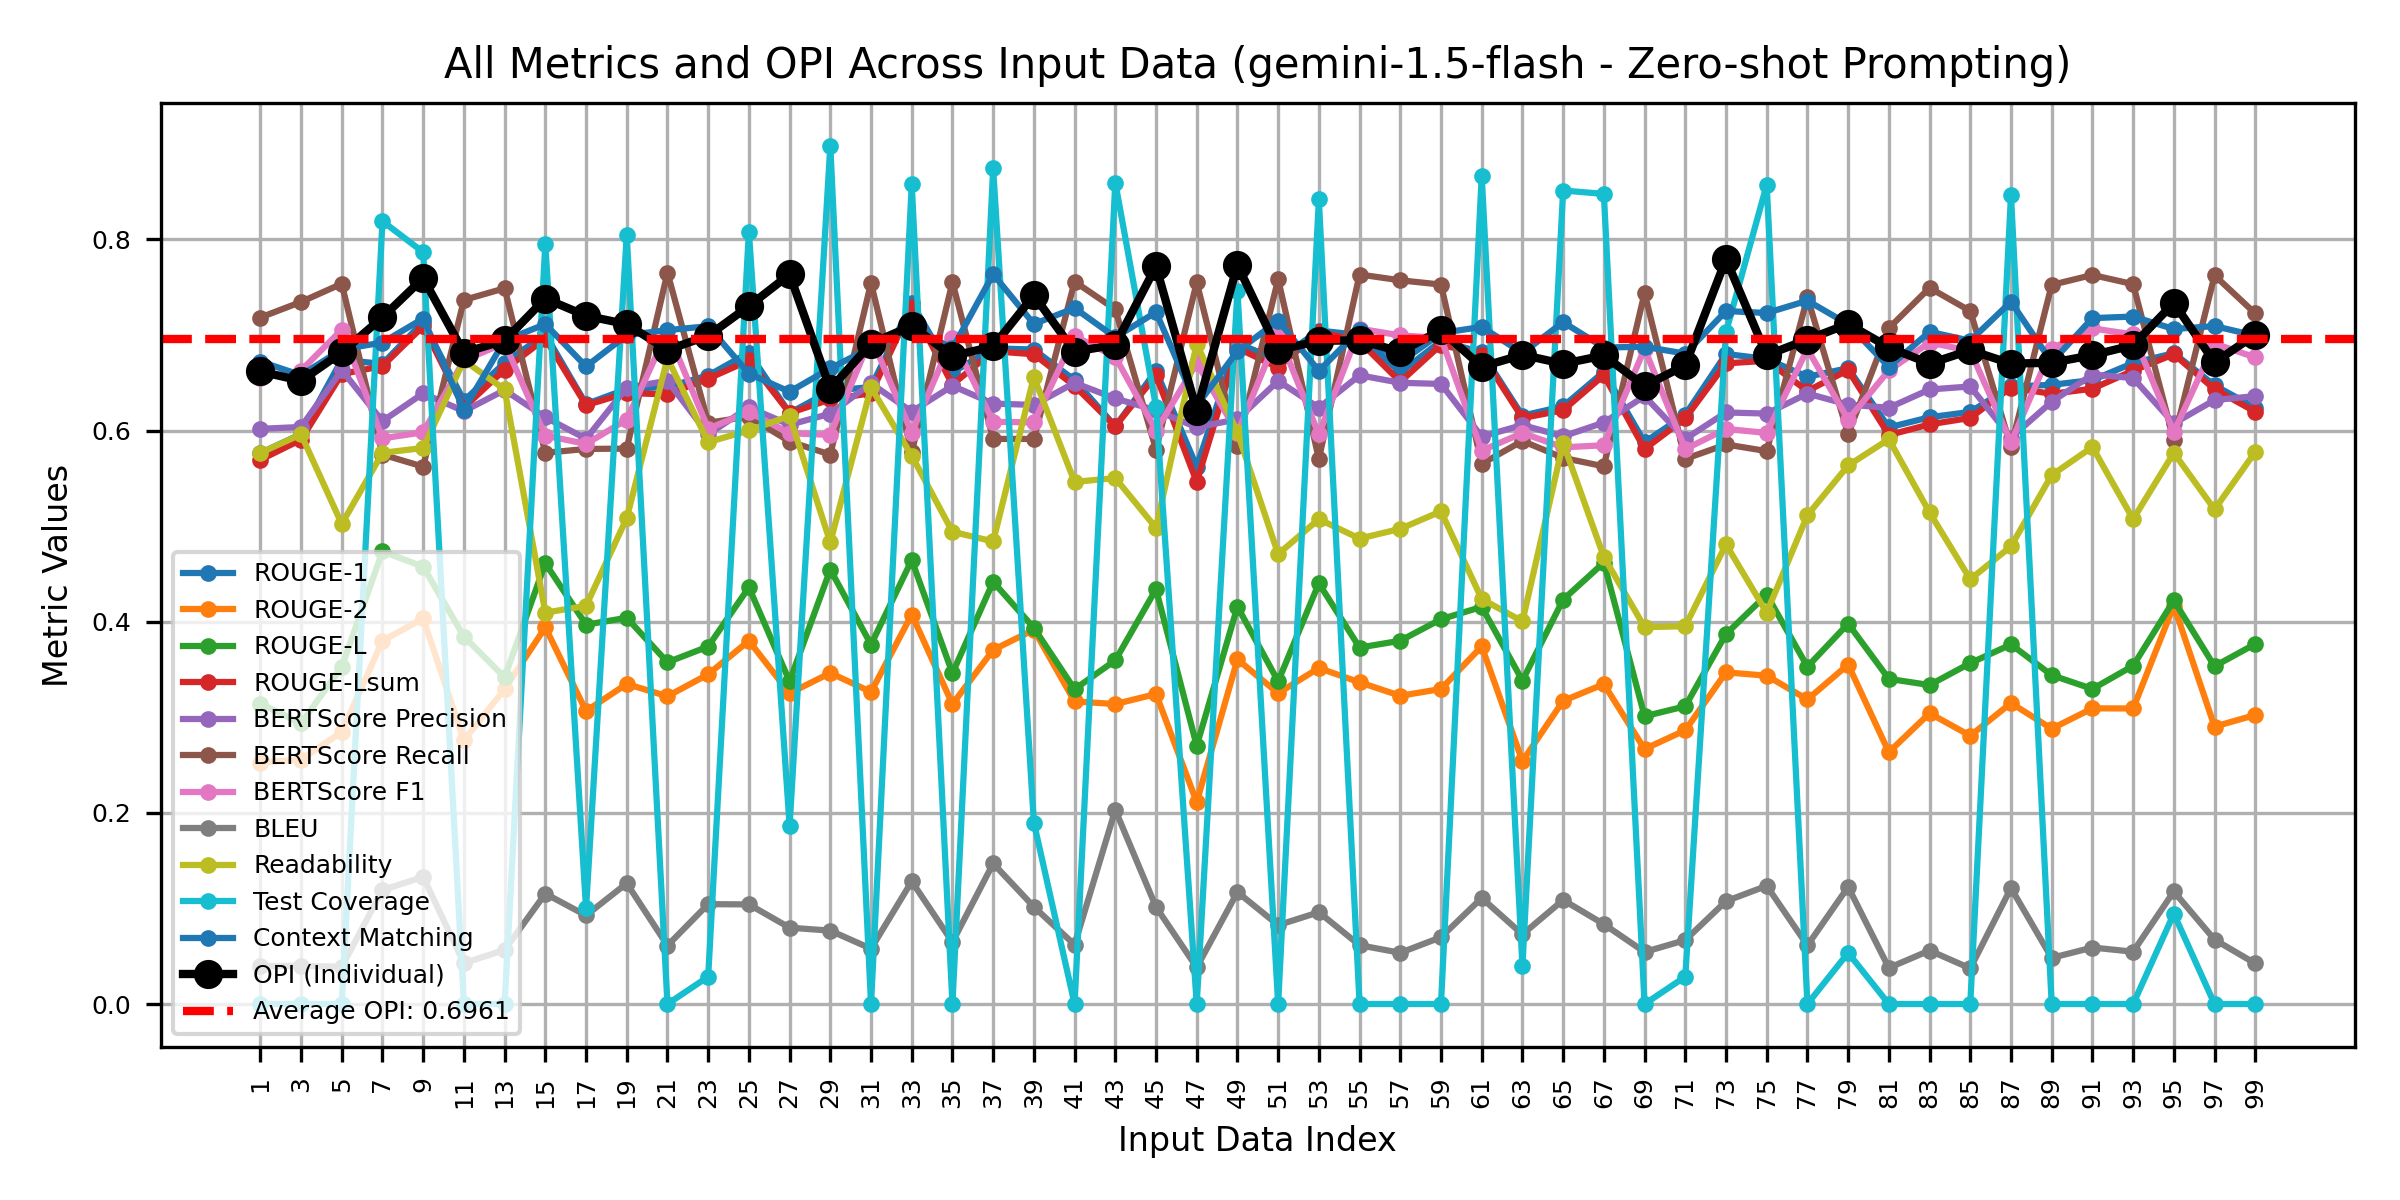 All Metrics and OPI Across Input Data (gemini-1.5-flash - Zero-shot Prompting)
Metric Values
0.8
0.6
0.4
0.2
0.0
ROUGE-1
ROUGE-2
ROUGE-L
ROUGE-Lsum
BERTScore Precision
BERTScore Recall
BERTScore F1
BLEU
Readability
Test Coverage
Context Matching
OPI (Individual)
Average OPI: 0.6961
1 3 5 7 9 11 13 15 17 19 21 23 25 27 29 31 33 35 37 39 41 43 45 47 49 51 53 55 57 59 61 63 65 67 69 71 73 75 77 79 81 83 85 87 89 91 93 95 97 99
Input Data Index